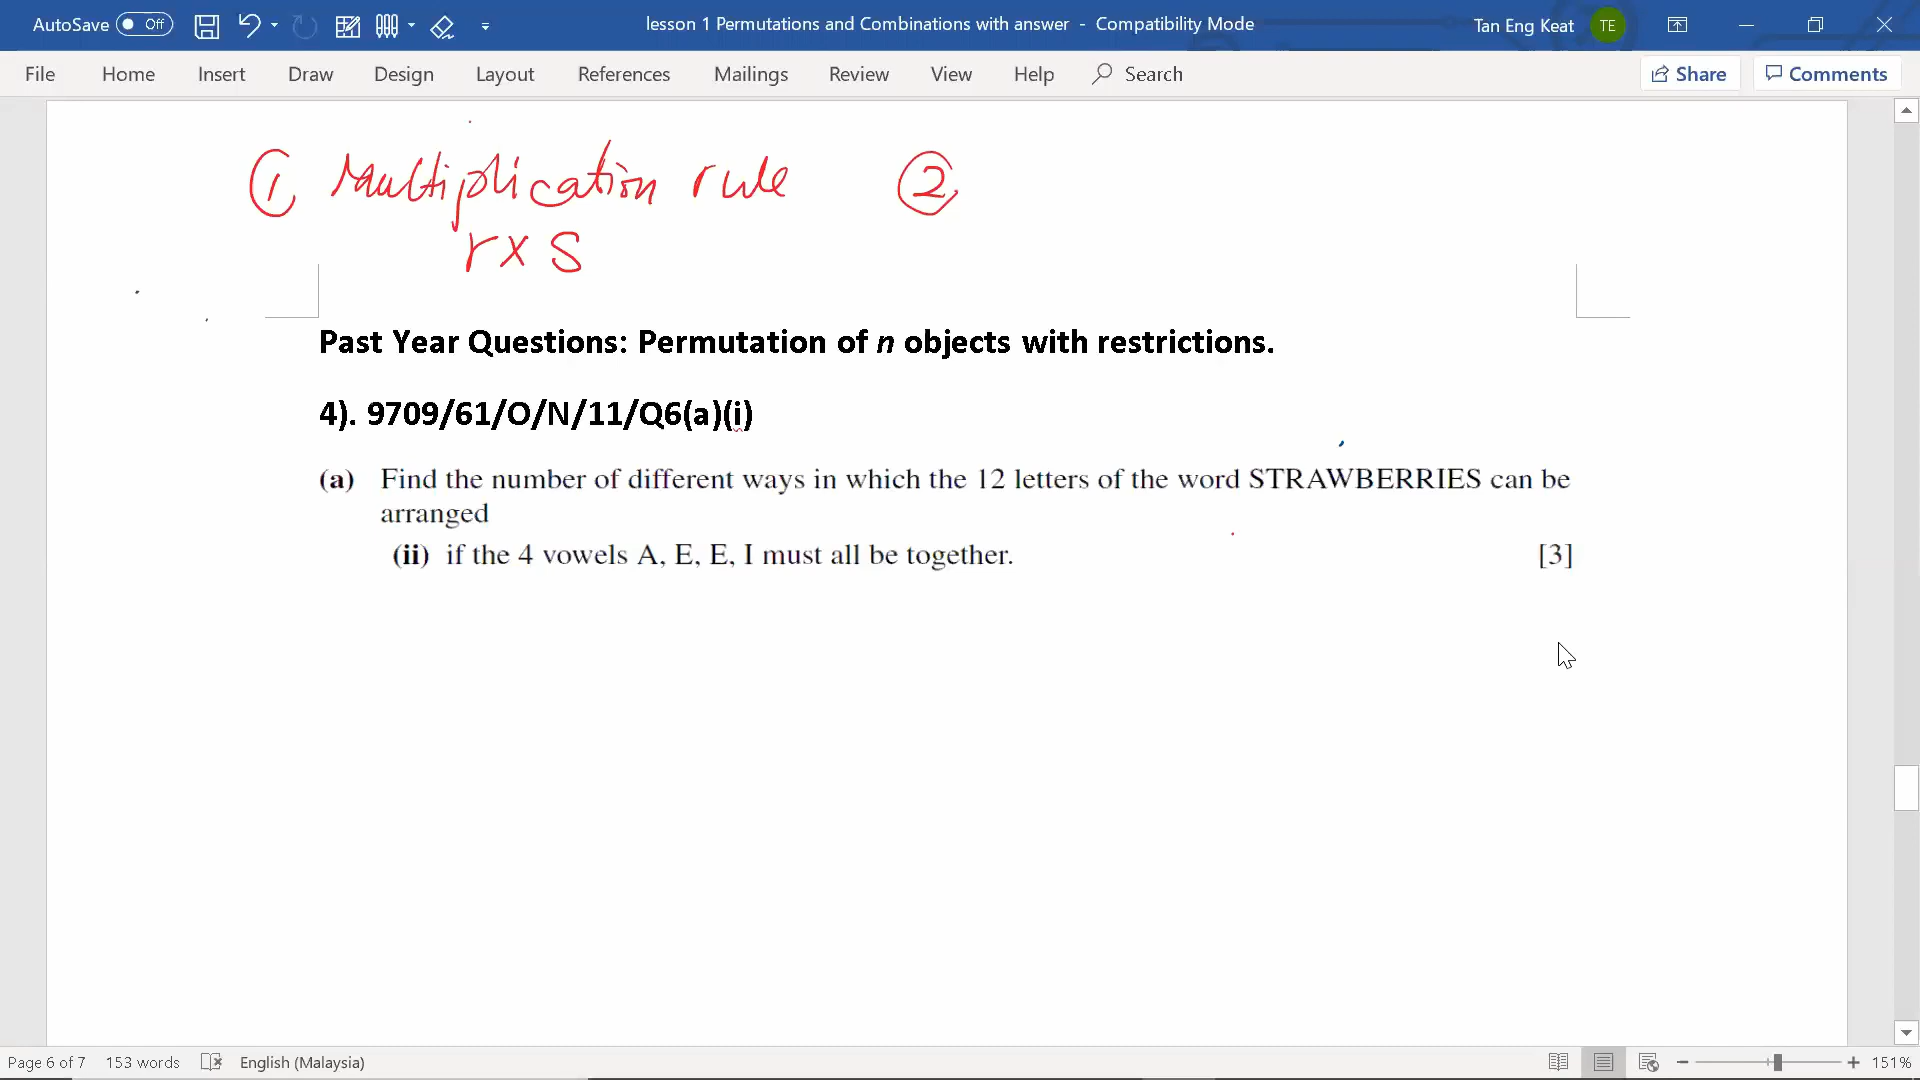 AutoSave Off lesson 1 Permutations and Combinations with answer - Compatibility Mode Tan Eng Keat TE
File Home Insert Draw Design Layout References Mailings Review View Help Search Share Comments
① Multiplication rule ②
r x s
Past Year Questions: Permutation of n objects with restrictions.
4). 9709/61/O/N/11/Q6(a)(i)
(a) Find the number of different ways in which the 12 letters of the word STRAWBERRIES can be
arranged
(ii) if the 4 vowels A, E, E, I must all be together. [3]
Page 6 of 7 153 words English (Malaysia) 151%